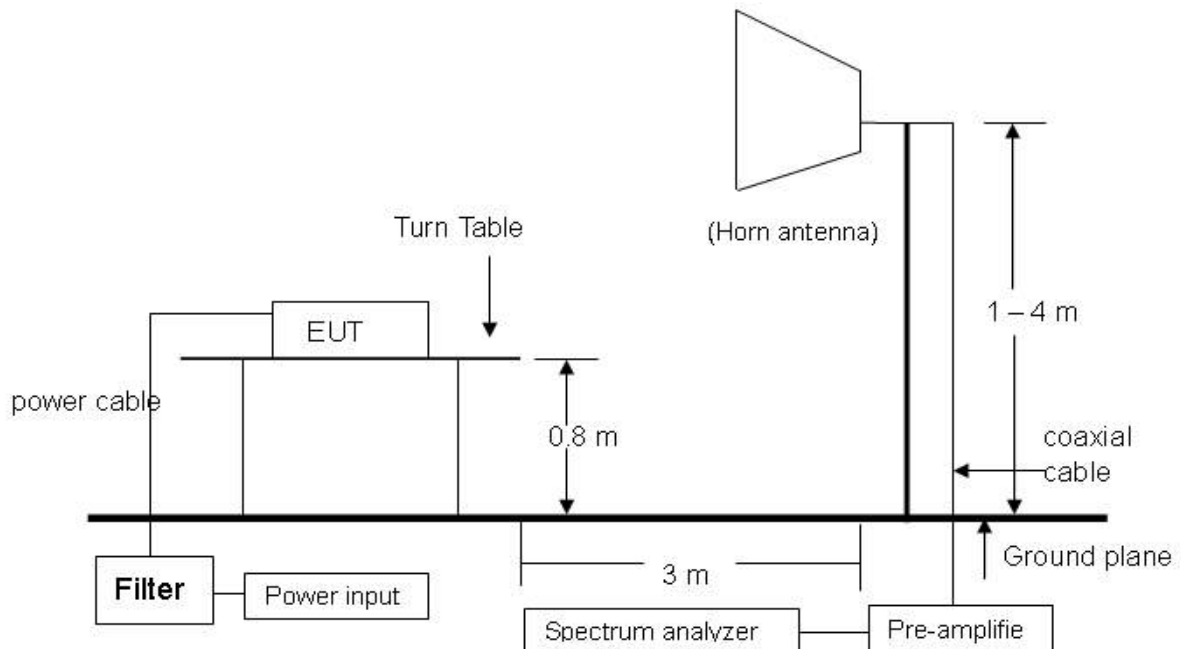 (Horn antenna)
Turn Table
1 – 4 m
EUT
power cable
0.8 m
coaxial
cable
Ground plane
3 m
Filter
Power input
Spectrum analyzer
Pre-amplifie